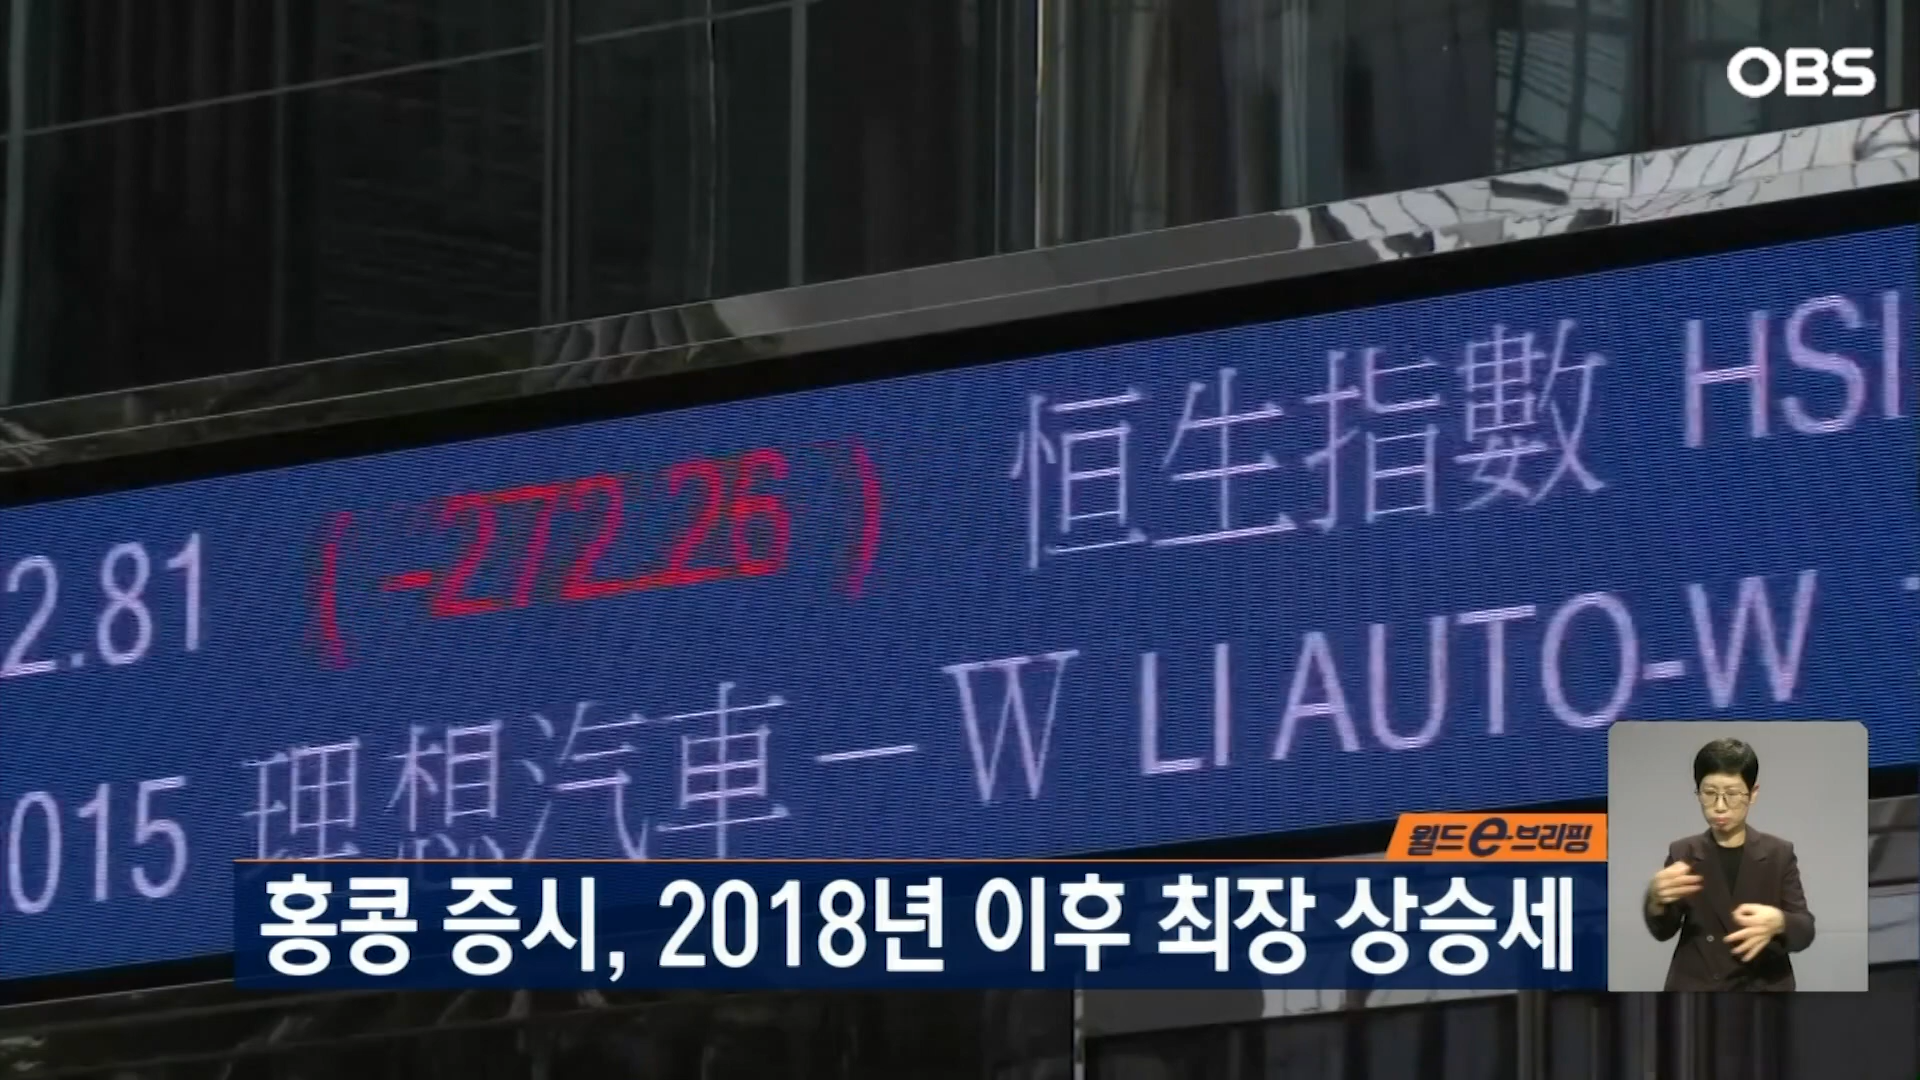 OBS
恒生指數 HSI
2.81 (-272.26)
015 理想汽車-W LI AUTO-W
월드e·브리핑
홍콩 증시, 2018년 이후 최장 상승세